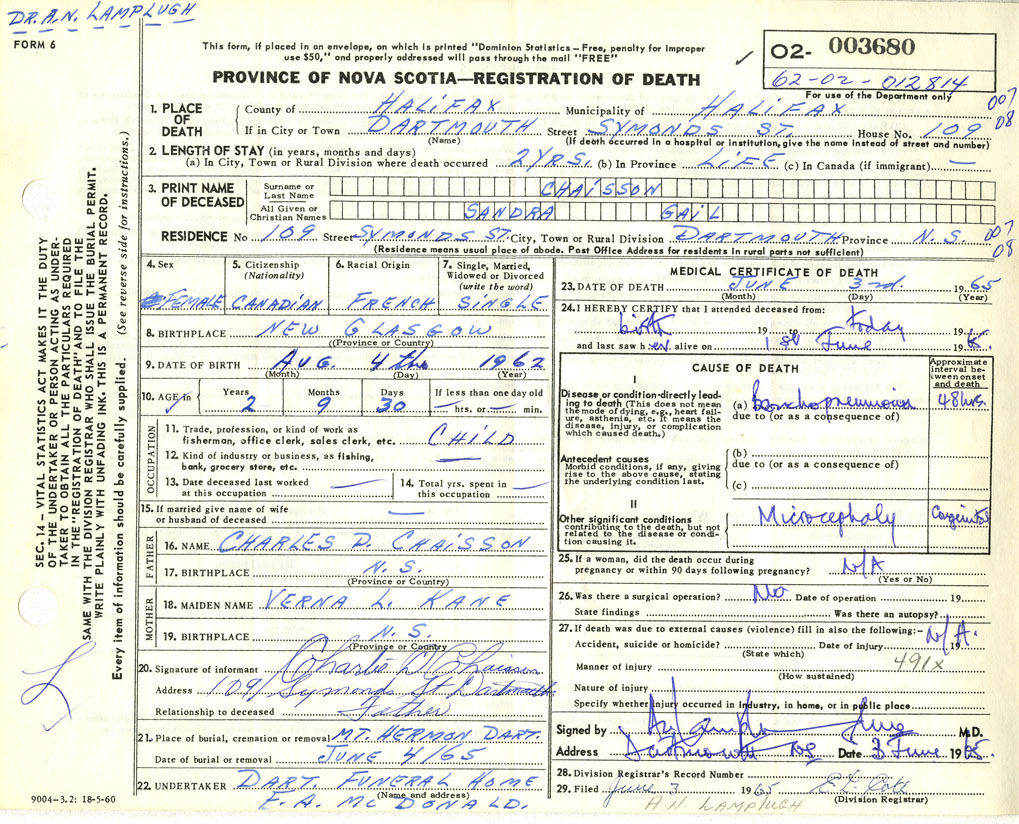 DR. A.N. LAMPLUGH
FORM 6
This form, if placed in an envelope, on which is printed "Dominion Statistics – Free, penalty for improper
use $50," and properly addressed will pass through the mail "FREE"
PROVINCE OF NOVA SCOTIA—REGISTRATION OF DEATH
✓ O2- 003680
62-02-012814
For use of the Department only
007
08
1. PLACE OF DEATH
County of HALIFAX Municipality of HALIFAX
If in City or Town DARTMOUTH Street SYMONDS ST. House No. 109
(Name) (If death occurred in a hospital or institution, give the name instead of street and number)
2. LENGTH OF STAY (in years, months and days)
(a) In City, Town or Rural Division where death occurred 2 YRS. (b) In Province LIFE (c) In Canada (if immigrant) —
3. PRINT NAME OF DECEASED
Surname or Last Name CHAISSON
All Given or Christian Names SANDRA GAIL
RESIDENCE No 109 Street SYMONDS ST. City, Town or Rural Division DARTMOUTH Province N.S.
007
08
(Residence means usual place of abode. Post Office Address for residents in rural parts not sufficient)
4. Sex FEMALE
5. Citizenship (Nationality) CANADIAN
6. Racial Origin FRENCH
7. Single, Married, Widowed or Divorced (write the word) SINGLE
8. BIRTHPLACE NEW GLASGOW
(Province or Country)
9. DATE OF BIRTH AUG. 4th 1962
(Month) (Day) (Year)
10. AGE in ✓ Years 2 Months 9 Days 30 If less than one day old — hrs. or — min.
OCCUPATION
11. Trade, profession, or kind of work as fisherman, office clerk, sales clerk, etc. CHILD
12. Kind of industry or business, as fishing, bank, grocery store, etc. —
13. Date deceased last worked at this occupation —
14. Total yrs. spent in this occupation —
15. If married give name of wife or husband of deceased —
FATHER
16. NAME CHARLES D. CHAISSON
17. BIRTHPLACE N.S.
(Province or Country)
MOTHER
18. MAIDEN NAME VERNA L. KANE
19. BIRTHPLACE N.S.
(Province or Country)
20. Signature of informant Charlie D Chaisson
Address 109 Symonds St Dartmouth
Relationship to deceased Father
21. Place of burial, cremation or removal MT. HERMON DART.
Date of burial or removal JUNE 4/65
22. UNDERTAKER DART. FUNERAL HOME
(Name and address)
E. A. McDONALD.
9004-3.2: 18-5-60
MEDICAL CERTIFICATE OF DEATH
23. DATE OF DEATH JUNE 3rd. 1965
(Month) (Day) (Year)
24. I HEREBY CERTIFY that I attended deceased from:
birth 19 to today 19
and last saw her alive on 1st June 1965.
CAUSE OF DEATH
Approximate interval between onset and death
I
Disease or condition directly leading to death (This does not mean the mode of dying, e.g., heart failure, asthenia, etc. It means the disease, injury, or complication which caused death.)
(a) Bronchopneumonia 48 hrs.
due to (or as a consequence of)
Antecedent causes
Morbid conditions, if any, giving rise to the above cause, stating the underlying condition last.
(b)
due to (or as a consequence of)
(c)
II
Other significant conditions contributing to the death, but not related to the disease or condition causing it.
Microcephaly Congenital
25. If a woman, did the death occur during pregnancy or within 90 days following pregnancy? N/A
(Yes or No)
26. Was there a surgical operation? No Date of operation 19
State findings Was there an autopsy?
27. If death was due to external causes (violence) fill in also the following:– N/A.
Accident, suicide or homicide? Date of injury 19
(State which)
Manner of injury 491x
(How sustained)
Nature of injury
Specify whether injury occurred in Industry, in home, or in public place
Signed by M.D.
Address Dartmouth NS Date 3 June 1965
28. Division Registrar's Record Number
29. Filed June 3 1965
(Division Registrar)
A.N. LAMPLUGH
SEC. 14 – VITAL STATISTICS ACT MAKES IT THE DUTY
OF THE UNDERTAKER OR PERSON ACTING AS UNDER-
TAKER TO OBTAIN ALL THE PARTICULARS REQUIRED
IN THE "REGISTRATION OF DEATH" AND TO FILE THE
SAME WITH THE DIVISION REGISTRAR WHO SHALL ISSUE THE BURIAL PERMIT.
WRITE PLAINLY WITH UNFADING INK. THIS IS A PERMANENT RECORD.
Every item of information should be carefully supplied. (See reverse side for instructions.)